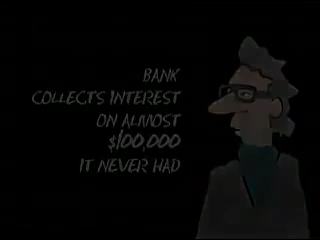 BANK
COLLECTS INTEREST
ON ALMOST
$100,000
IT NEVER HAD